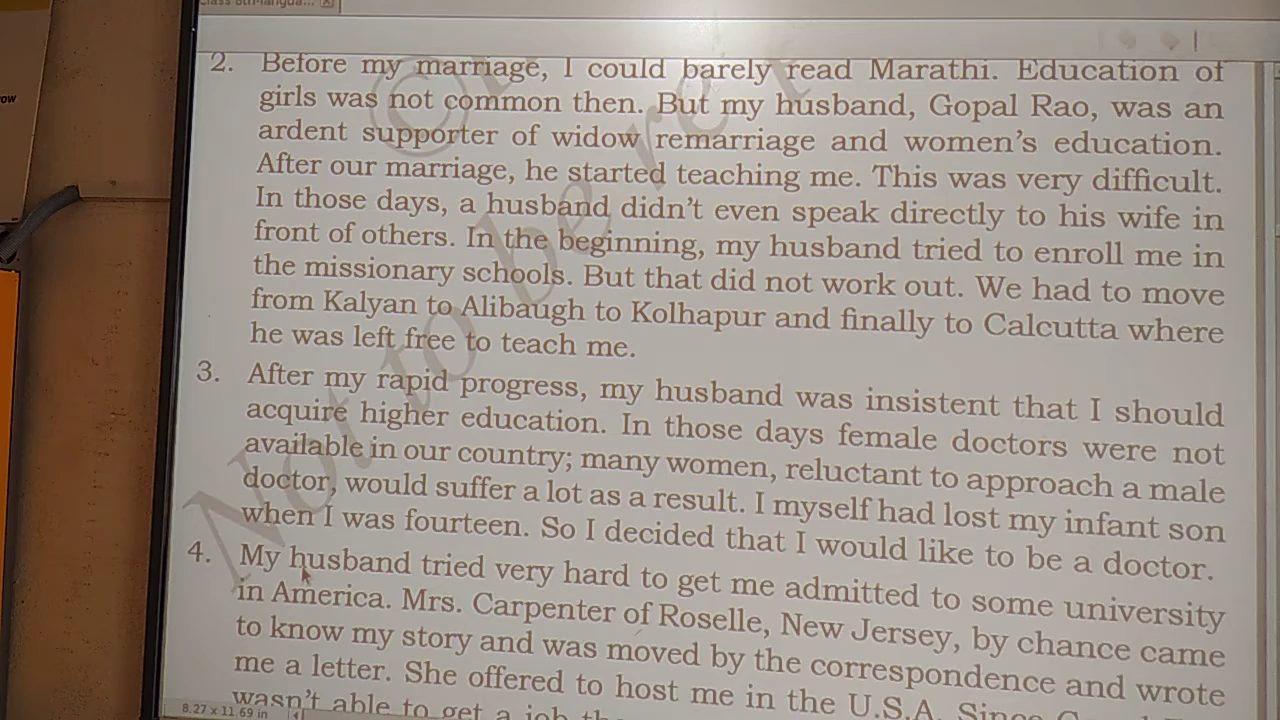 Class 8th-langua...
ow
2. Before my marriage, I could barely read Marathi. Education of
girls was not common then. But my husband, Gopal Rao, was an
ardent supporter of widow remarriage and women's education.
After our marriage, he started teaching me. This was very difficult.
In those days, a husband didn't even speak directly to his wife in
front of others. In the beginning, my husband tried to enroll me in
the missionary schools. But that did not work out. We had to move
from Kalyan to Alibaugh to Kolhapur and finally to Calcutta where
he was left free to teach me.
3. After my rapid progress, my husband was insistent that I should
acquire higher education. In those days female doctors were not
available in our country; many women, reluctant to approach a male
doctor, would suffer a lot as a result. I myself had lost my infant son
when I was fourteen. So I decided that I would like to be a doctor.
4. My husband tried very hard to get me admitted to some university
in America. Mrs. Carpenter of Roselle, New Jersey, by chance came
to know my story and was moved by the correspondence and wrote
me a letter. She offered to host me in the U.S.A. Since
wasn't able to get a job
8.27 x 11.69 in
©
Not to be re